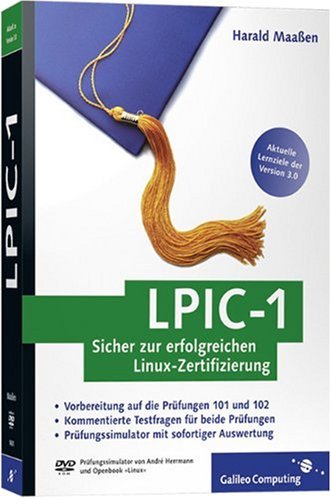 Harald Maaßen
Aktuelle
Lernziele der
Version 3.0
LPIC-1
LPIC-1
Sicher zur erfolgreichen
Linux-Zertifizierung
• Vorbereitung auf die Prüfungen 101 und 102
• Kommentierte Testfragen für beide Prüfungen
• Prüfungssimulator mit sofortiger Auswertung
Maaßen
DVD
Prüfungssimulator von André Herrmann
und Openbook »Linux«
Galileo Computing